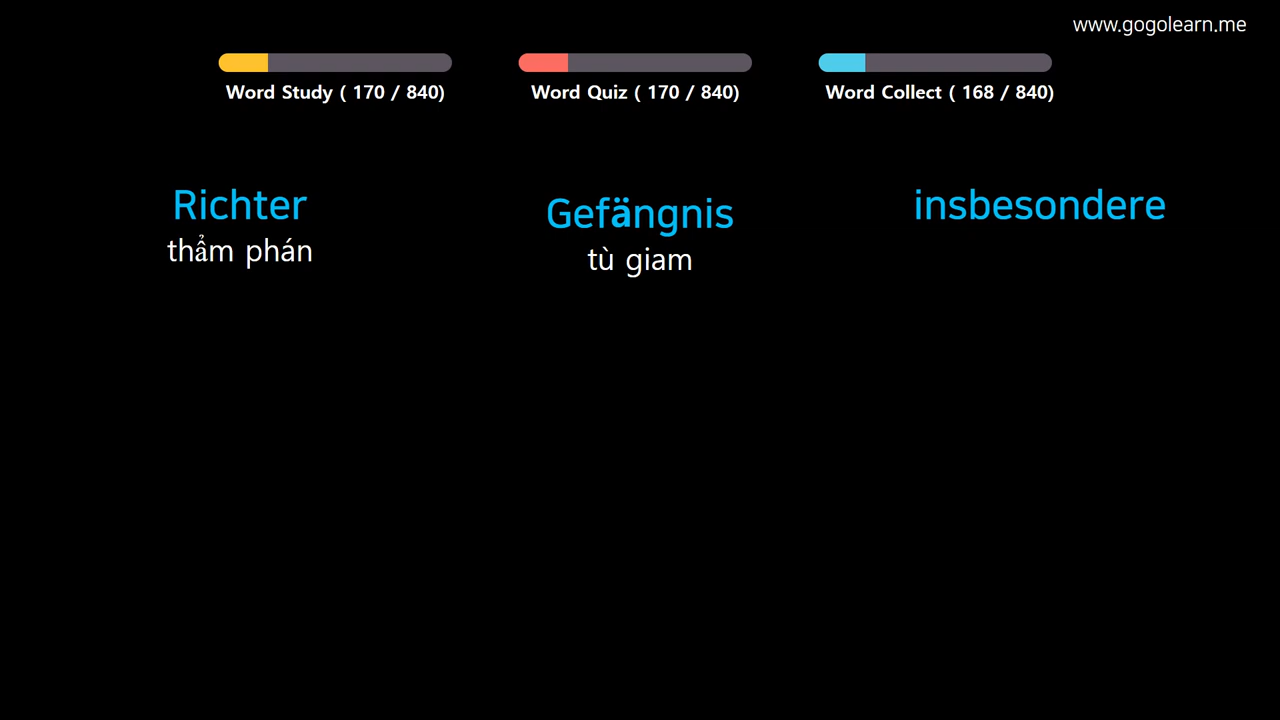 www.gogolearn.me
Word Study ( 170 / 840)
Word Quiz ( 170 / 840)
Word Collect ( 168 / 840)
Richter
thẩm phán
Gefängnis
tù giam
insbesondere